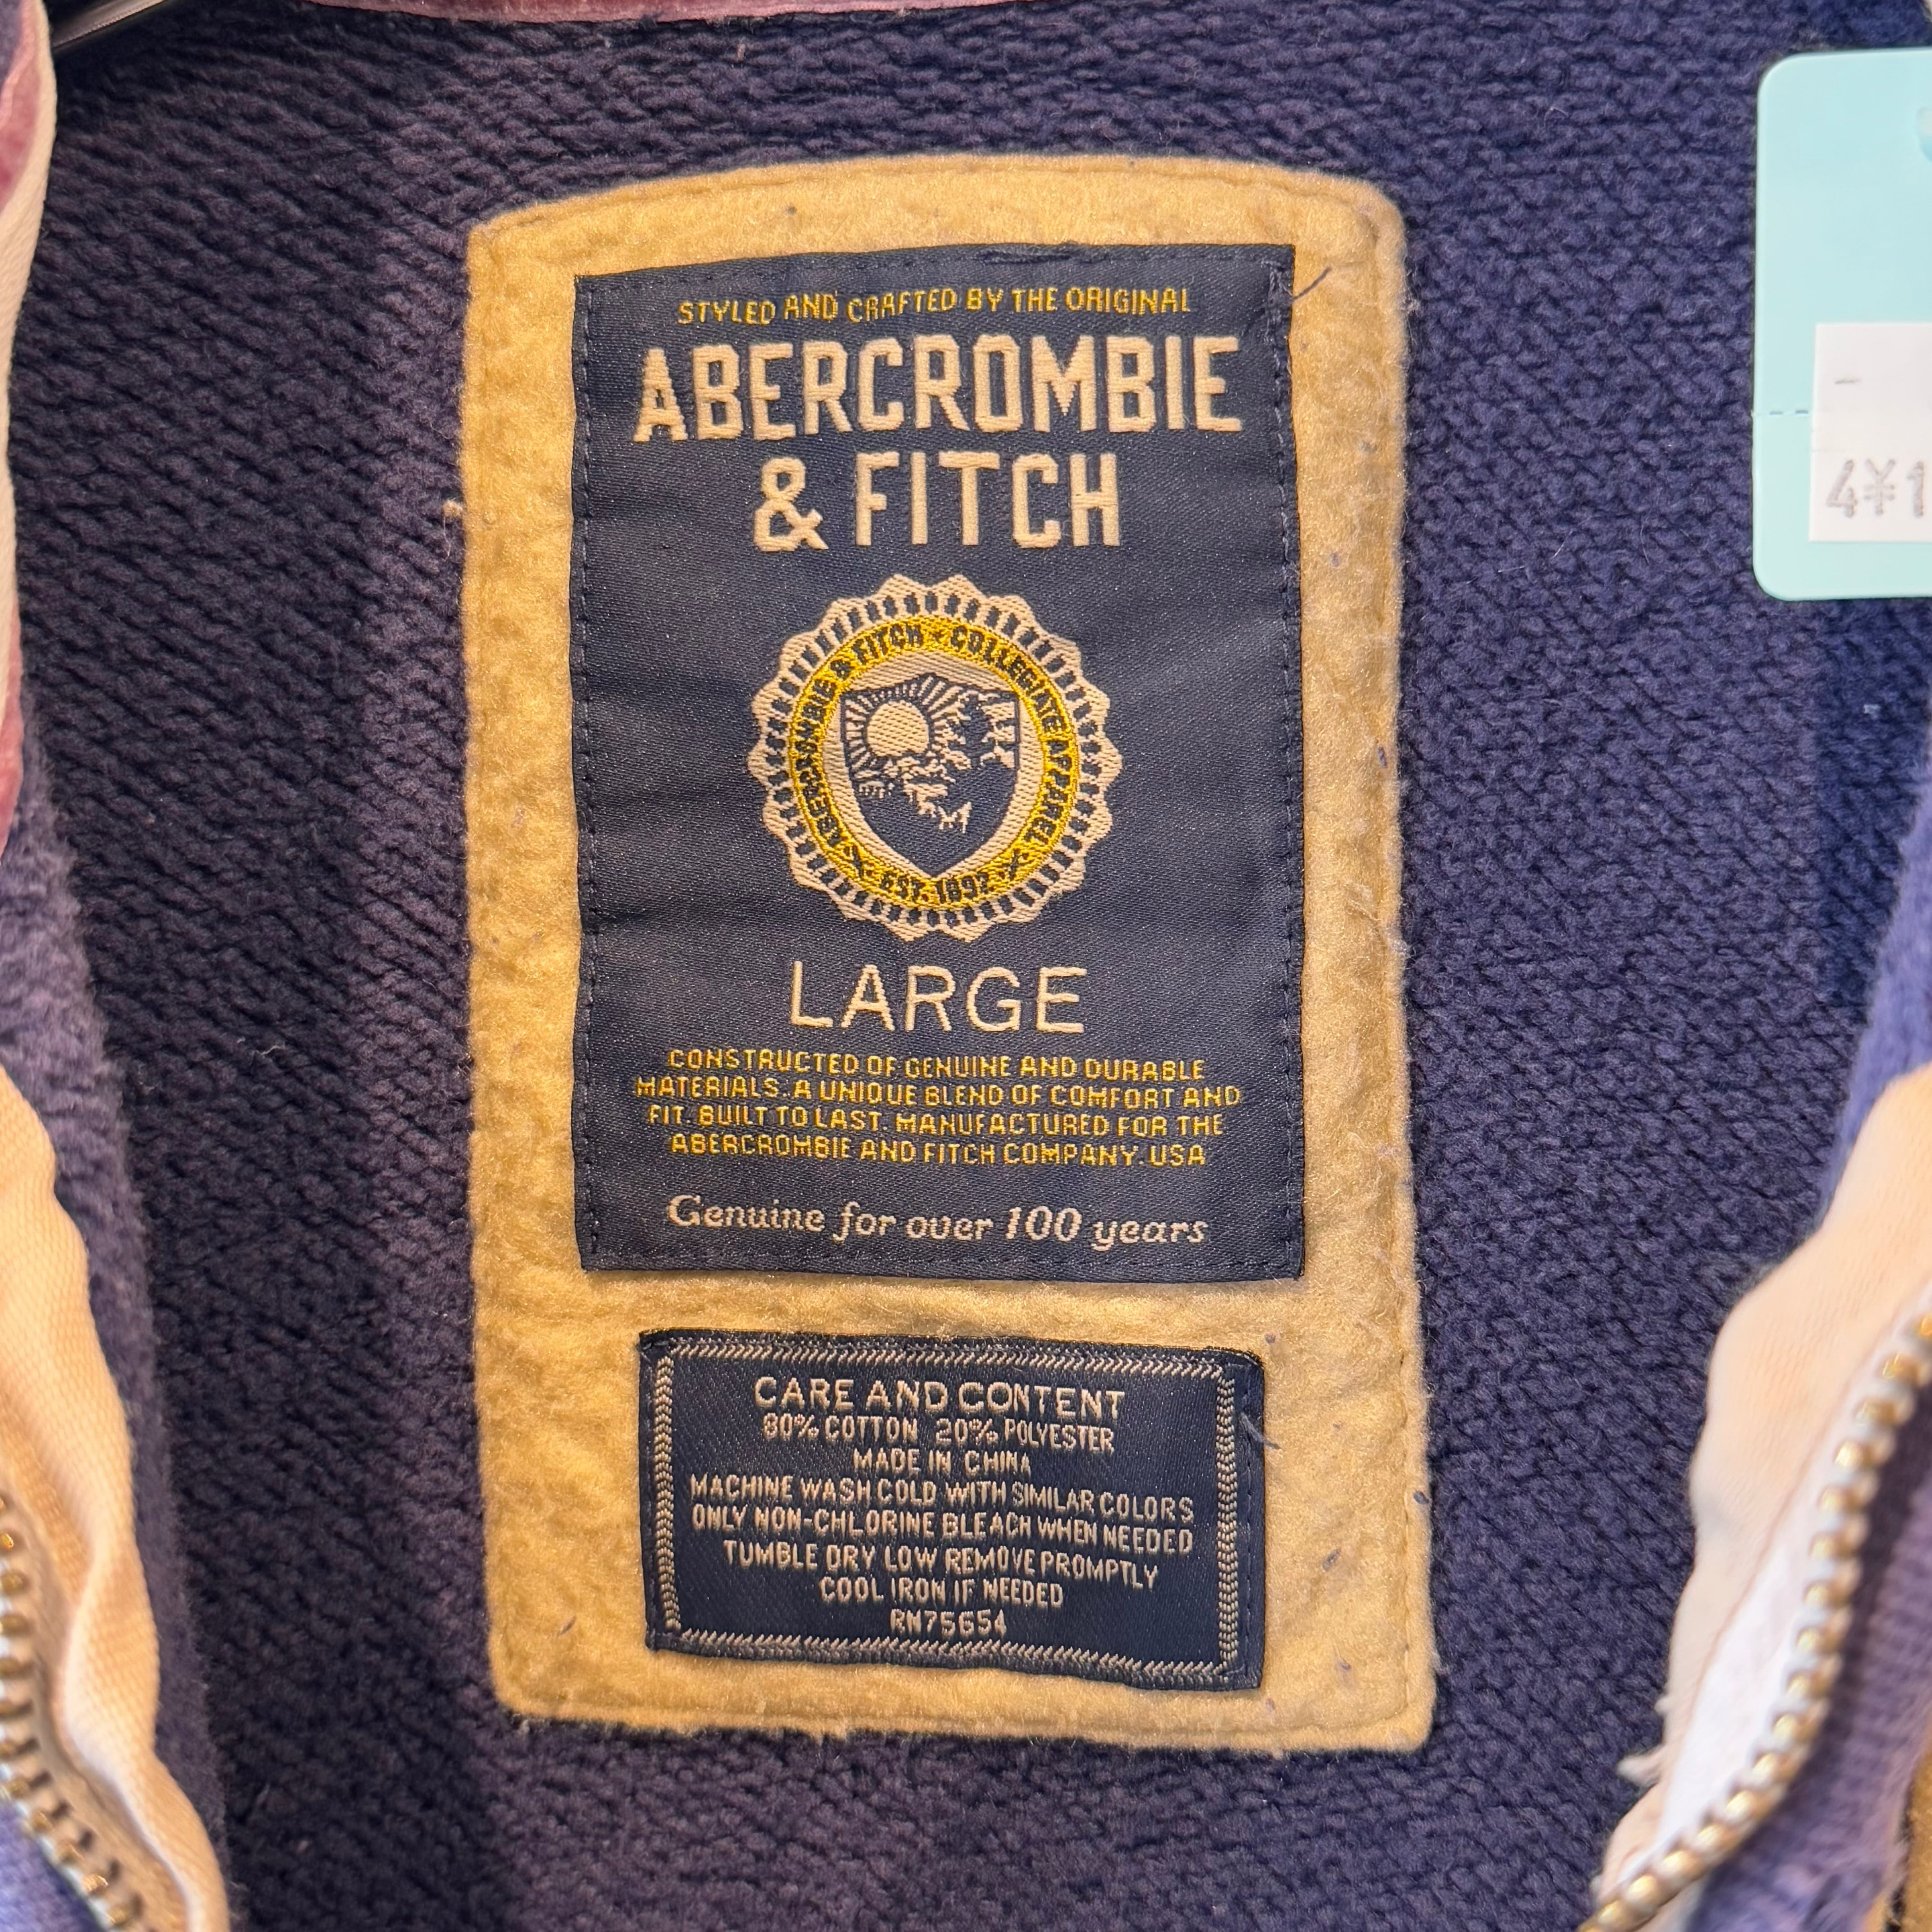 STYLED AND CRAFTED BY THE ORIGINAL
ABERCROMBIE
& FITCH
ABERCROMBIE & FITCH • COLLEGIATE APPAREL
EST. 1892
LARGE
CONSTRUCTED OF GENUINE AND DURABLE
MATERIALS. A UNIQUE BLEND OF COMFORT AND
FIT. BUILT TO LAST. MANUFACTURED FOR THE
ABERCROMBIE AND FITCH COMPANY. USA
Genuine for over 100 years
CARE AND CONTENT
80% COTTON 20% POLYESTER
MADE IN CHINA
MACHINE WASH COLD WITH SIMILAR COLORS
ONLY NON-CHLORINE BLEACH WHEN NEEDED
TUMBLE DRY LOW REMOVE PROMPTLY
COOL IRON IF NEEDED
RN75654
4¥1